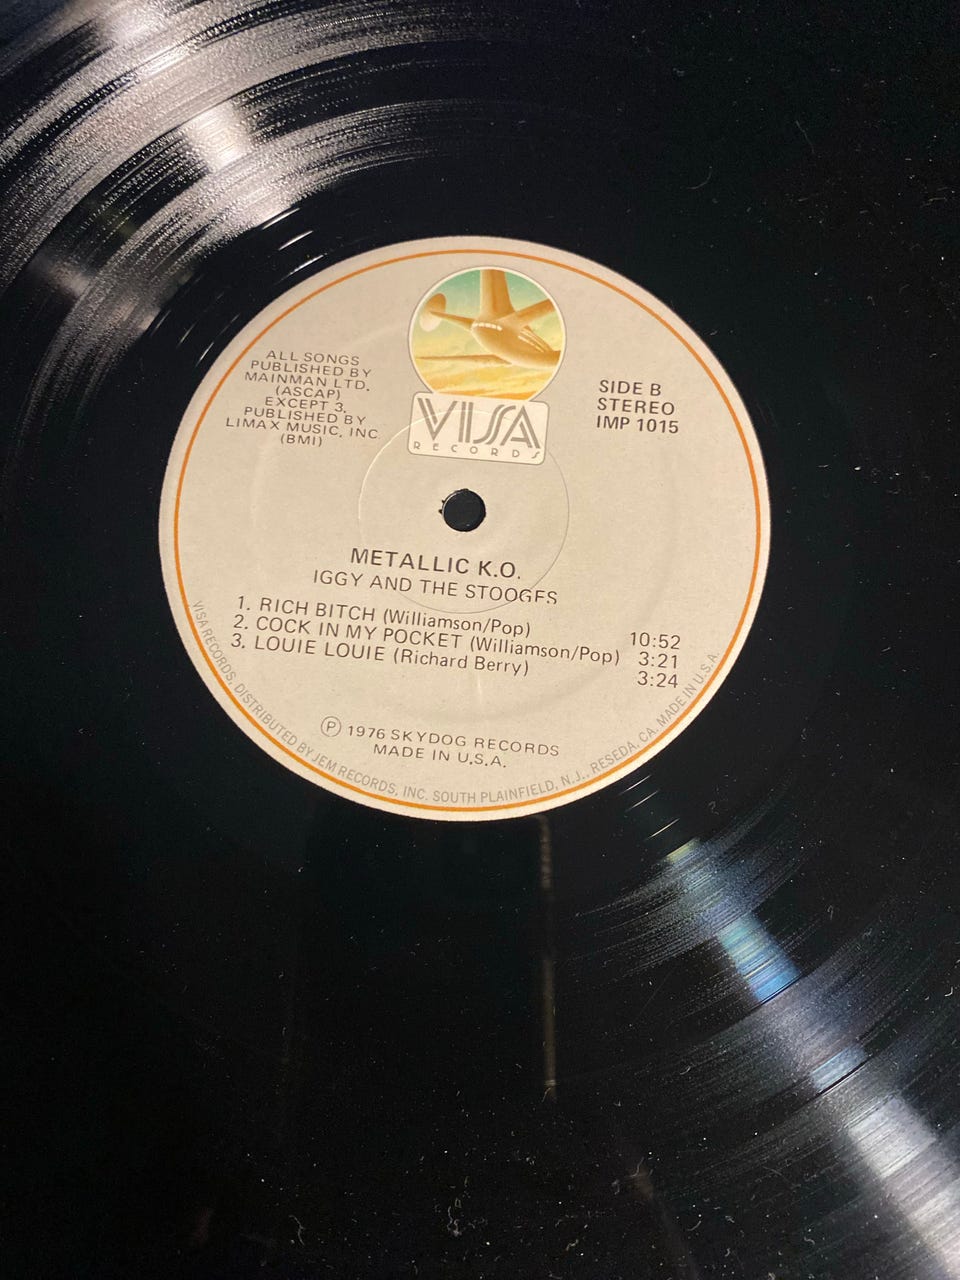 ALL SONGS
PUBLISHED BY
MAINMAN LTD.
(ASCAP)
EXCEPT 3,
PUBLISHED BY
LIMAX MUSIC, INC
(BMI)
VISA
RECORDS
SIDE B
STEREO
IMP 1015
METALLIC K.O.
IGGY AND THE STOOGES
1. RICH BITCH (Williamson/Pop) 10:52
2. COCK IN MY POCKET (Williamson/Pop) 3:21
3. LOUIE LOUIE (Richard Berry) 3:24
Ⓟ 1976 SKYDOG RECORDS
MADE IN U.S.A.
VISA RECORDS, DISTRIBUTED BY JEM RECORDS, INC. SOUTH PLAINFIELD, N.J., RESEDA, CA. MADE IN U.S.A.